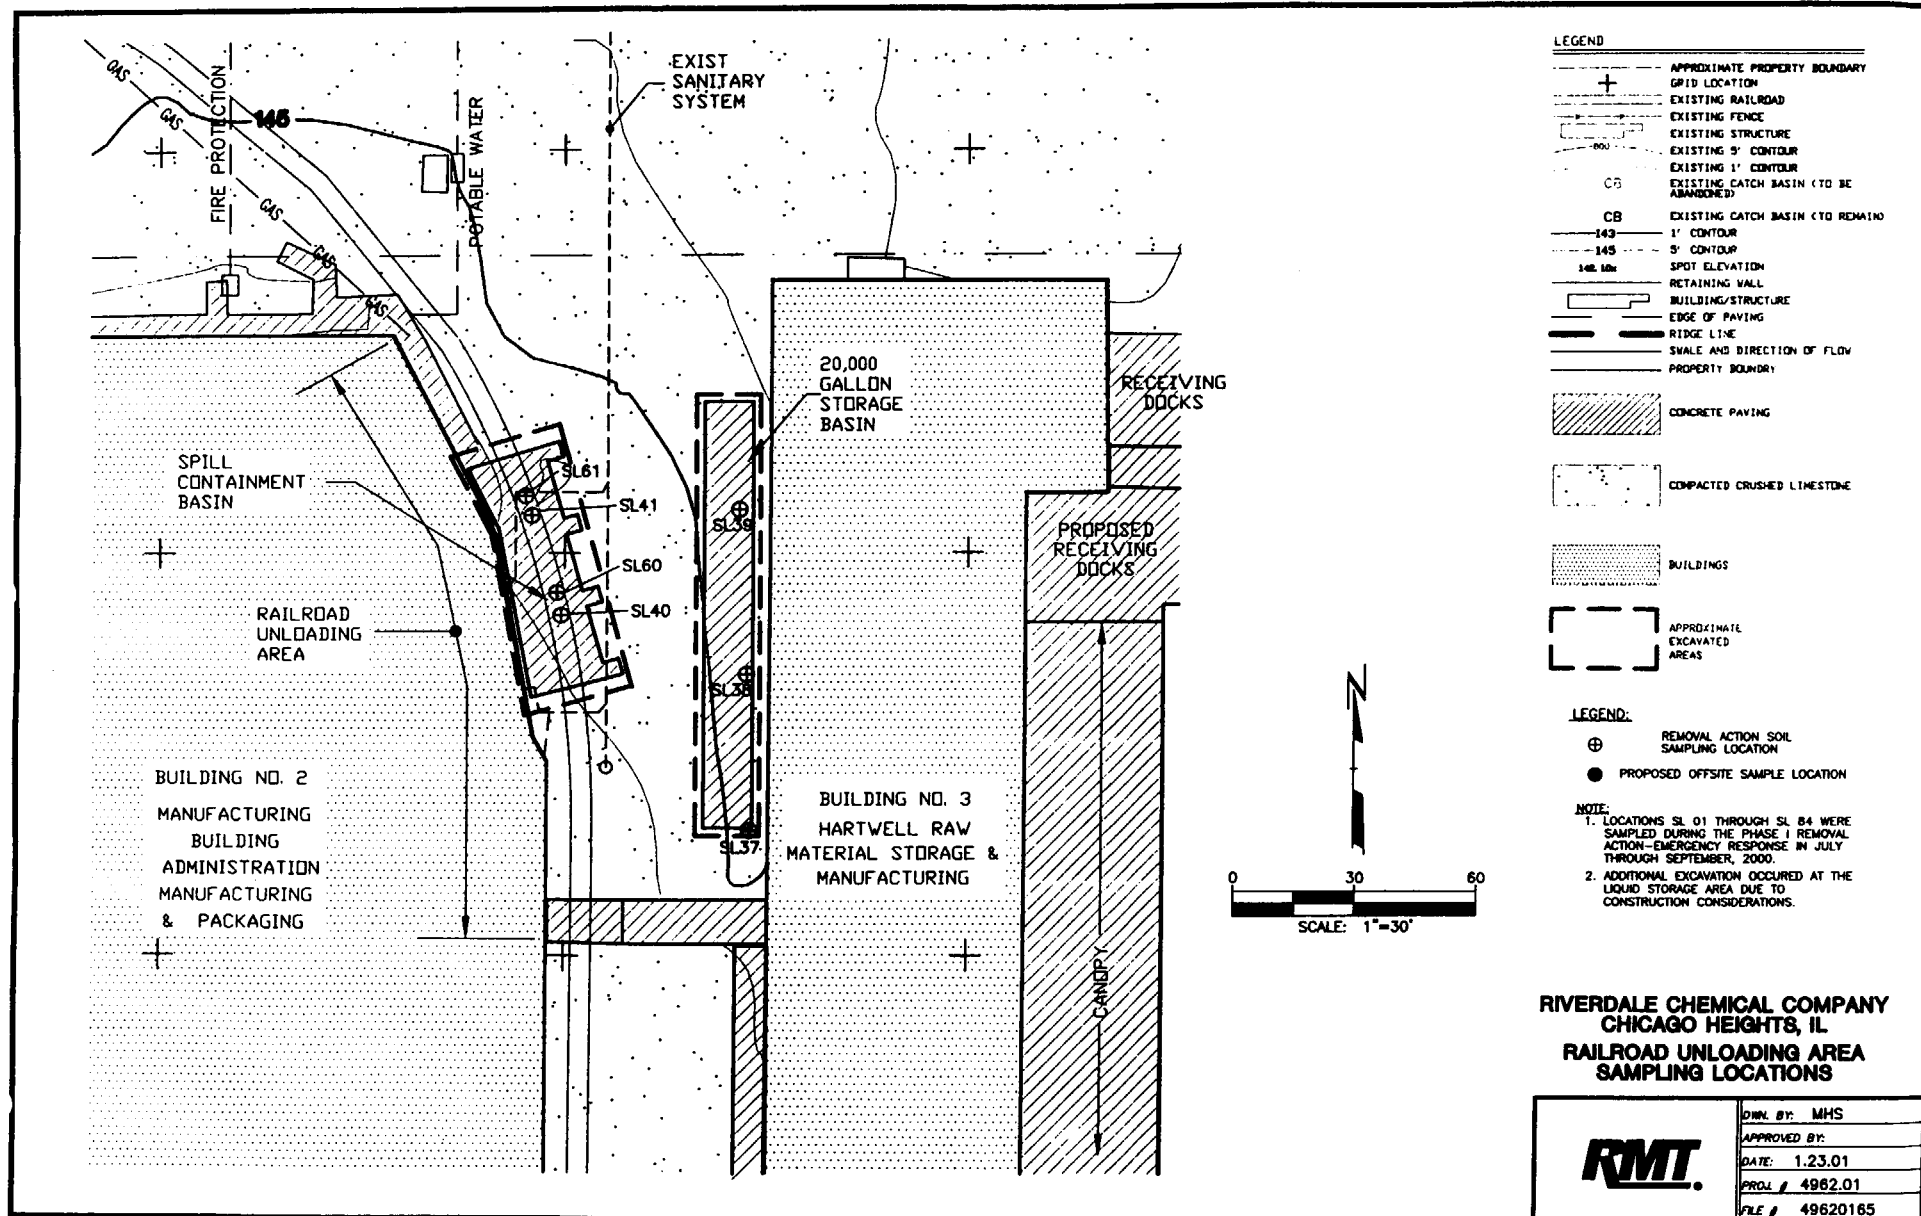 GAS
GAS
GAS
GAS
GAS
FIRE PROTECTION
145
POTABLE WATER
EXIST
SANITARY
SYSTEM
20,000
GALLON
STORAGE
BASIN
RECEIVING
DOCKS
SPILL
CONTAINMENT
BASIN
SL61
SL41
SL39
PROPOSED
RECEIVING
DOCKS
SL60
SL40
RAILROAD
UNLOADING
AREA
SL38
BUILDING NO. 2
MANUFACTURING
BUILDING
ADMINISTRATION
MANUFACTURING
& PACKAGING
BUILDING NO. 3
HARTWELL RAW
MATERIAL STORAGE &
MANUFACTURING
SL37
CANOPY
N
0 30 60
SCALE: 1"=30'
LEGEND
APPROXIMATE PROPERTY BOUNDARY
GRID LOCATION
EXISTING RAILROAD
EXISTING FENCE
EXISTING STRUCTURE
800 EXISTING 5' CONTOUR
EXISTING 1' CONTOUR
CB EXISTING CATCH BASIN (TO BE
ABANDONED)
CB EXISTING CATCH BASIN (TO REMAIN)
143 1' CONTOUR
145 5' CONTOUR
142.10x SPOT ELEVATION
RETAINING WALL
BUILDING/STRUCTURE
EDGE OF PAVING
RIDGE LINE
SWALE AND DIRECTION OF FLOW
PROPERTY BOUNDRY
CONCRETE PAVING
COMPACTED CRUSHED LIMESTONE
BUILDINGS
APPROXIMATE
EXCAVATED
AREAS
LEGEND:
REMOVAL ACTION SOIL
SAMPLING LOCATION
PROPOSED OFFSITE SAMPLE LOCATION
NOTE:
1. LOCATIONS SL 01 THROUGH SL 84 WERE
SAMPLED DURING THE PHASE I REMOVAL
ACTION-EMERGENCY RESPONSE IN JULY
THROUGH SEPTEMBER, 2000.
2. ADDITIONAL EXCAVATION OCCURED AT THE
LIQUID STORAGE AREA DUE TO
CONSTRUCTION CONSIDERATIONS.
RIVERDALE CHEMICAL COMPANY
CHICAGO HEIGHTS, IL
RAILROAD UNLOADING AREA
SAMPLING LOCATIONS
RMT.
DWN. BY: MHS
APPROVED BY:
DATE: 1.23.01
PROJ. # 4962.01
FILE # 49620165